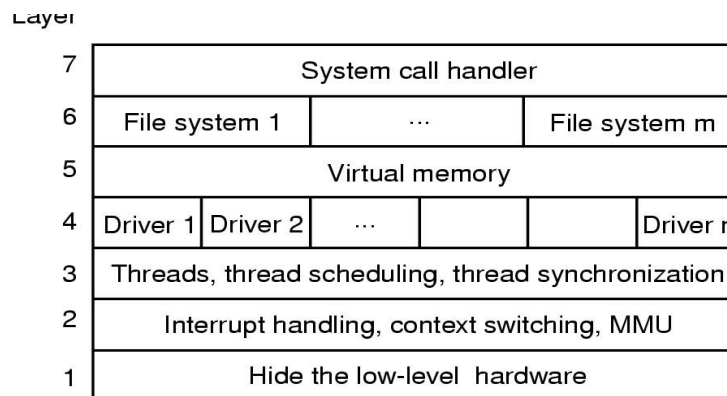 Layer
7 System call handler
6 File system 1 ... File system m
5 Virtual memory
4 Driver 1 Driver 2 ... Driver
3 Threads, thread scheduling, thread synchronization
2 Interrupt handling, context switching, MMU
1 Hide the low-level hardware